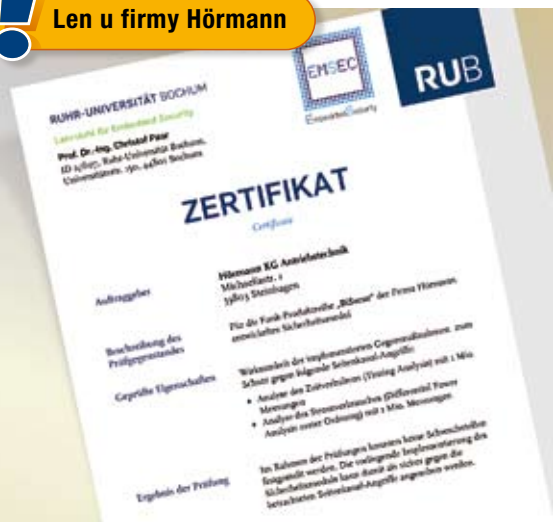 Len u firmy Hörmann
RUHR-UNIVERSITÄT BOCHUM
Lehrstuhl für Embedded Security
Prof. Dr.-Ing. Christof Paar
ID 2/607, Ruhr-Universität Bochum,
Universitätsstr. 150, 44801 Bochum
EMSEC
Embedded Security
RUB
ZERTIFIKAT
Certificate
Auftraggeber
Hörmann KG Antriebstechnik
Michaelisstr. 1
33803 Steinhagen
Beschreibung des
Prüfgegenstandes
Für die Funk-Produktreihe „BiSecur“ der Firma Hörmann
entwickeltes Sicherheitsmodul
Geprüfte Eigenschaften
Wirksamkeit der implementierten Gegenmaßnahmen zum
Schutz gegen folgende Seitenkanal-Angriffe:
• Analyse des Zeitverhaltens (Timing Analysis) mit 1 Mio.
Messungen
• Analyse des Stromverbrauches (Differential Power
Analysis erster Ordnung) mit 1 Mio. Messungen
Ergebnis der Prüfung
Im Rahmen der Prüfungen konnten keine Schwachstellen
festgestellt werden. Die vorliegende Implementierung des
Sicherheitsmoduls kann damit als sicher gegen die
betrachteten Seitenkanal-Angriffe angesehen werden.